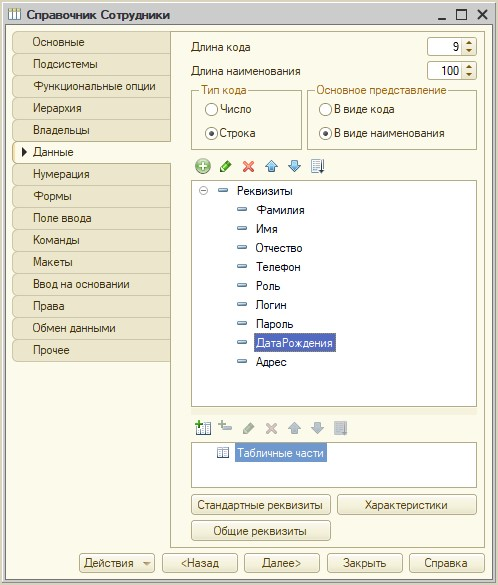 Справочник Сотрудники
Основные
Подсистемы
Функциональные опции
Иерархия
Владельцы
Данные
Нумерация
Формы
Поле ввода
Команды
Макеты
Ввод на основании
Права
Обмен данными
Прочее
Длина кода 9
Длина наименования 100
Тип кода
Число
Строка
Основное представление
В виде кода
В виде наименования
Реквизиты
Фамилия
Имя
Отчество
Телефон
Роль
Логин
Пароль
ДатаРождения
Адрес
Табличные части
Стандартные реквизиты Характеристики
Общие реквизиты
Действия <Назад Далее> Закрыть Справка